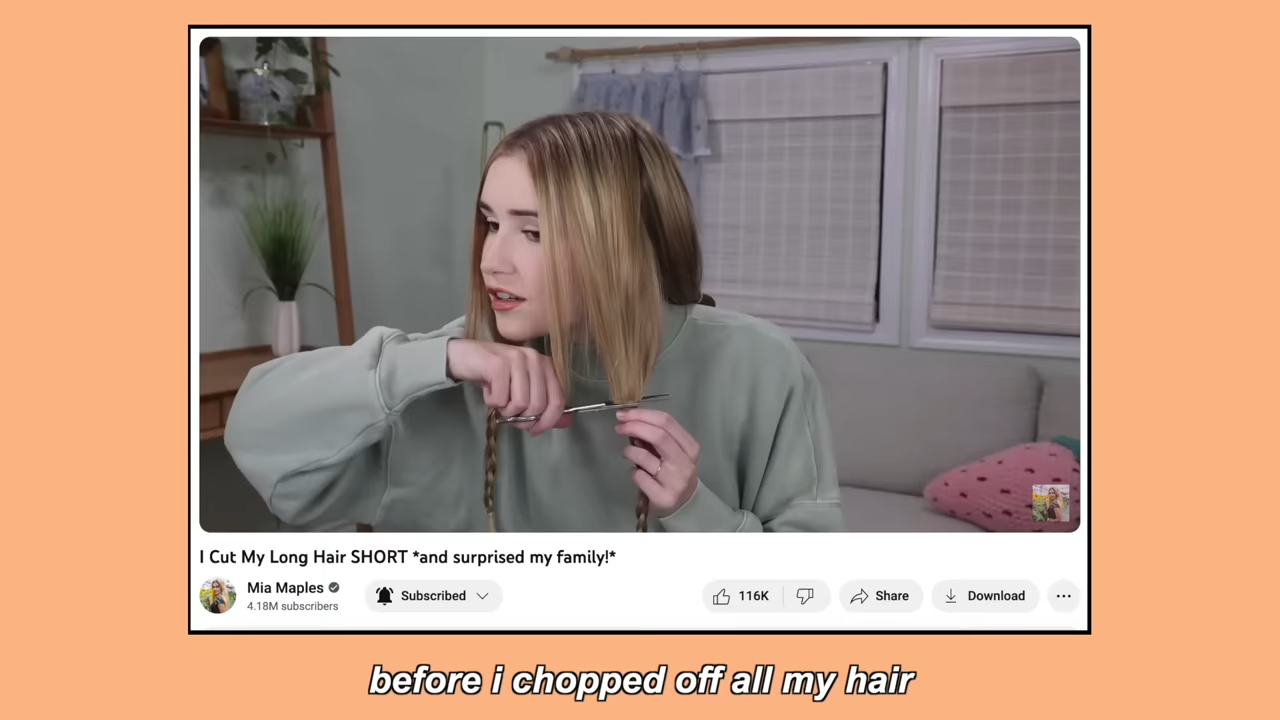 I Cut My Long Hair SHORT *and surprised my family!*
Mia Maples
4.18M subscribers
Subscribed
116K
Share
Download
before i chopped off all my hair